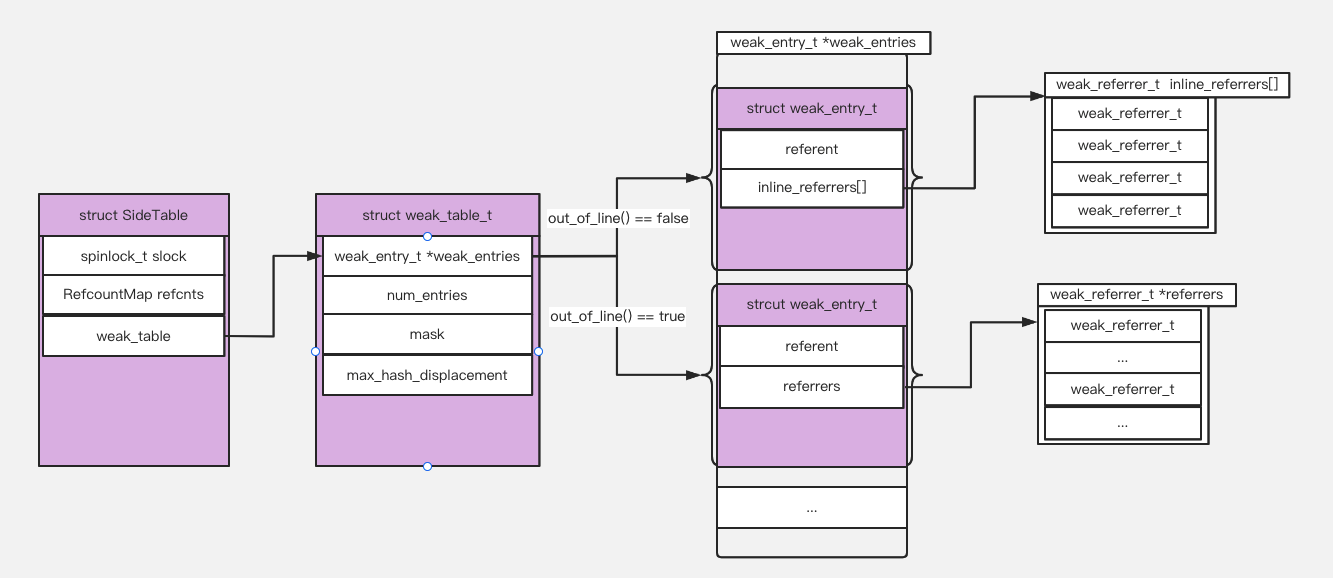 struct SideTable
spinlock_t slock
RefcountMap refcnts
weak_table
struct weak_table_t
weak_entry_t *weak_entries
num_entries
mask
max_hash_displacement
out_of_line() == false
out_of_line() == true
weak_entry_t *weak_entries
struct weak_entry_t
referent
inline_referrers[]
strcut weak_entry_t
referent
referrers
...
weak_referrer_t inline_referrers[]
weak_referrer_t
weak_referrer_t
weak_referrer_t
weak_referrer_t
weak_referrer_t *referrers
weak_referrer_t
...
weak_referrer_t
...